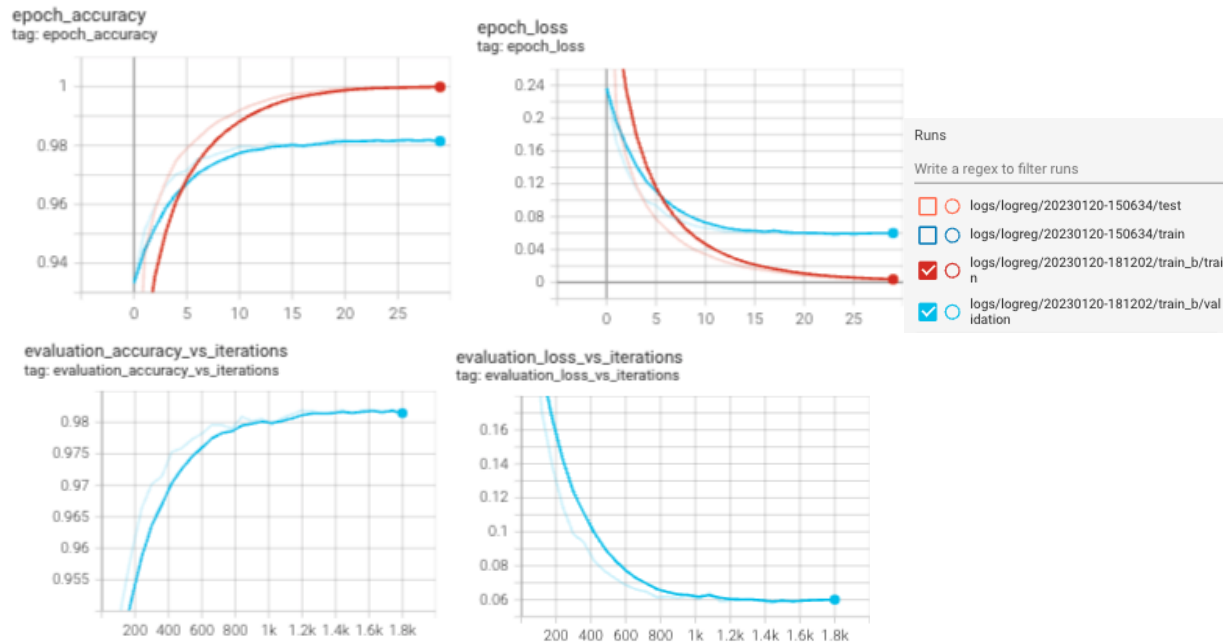 epoch_accuracy
tag: epoch_accuracy
1
0.98
0.96
0.94
0 5 10 15 20 25
epoch_loss
tag: epoch_loss
0.24
0.2
0.16
0.12
0.08
0.04
0
0 5 10 15 20 25
Runs
Write a regex to filter runs
logs/logreg/20230120-150634/test
logs/logreg/20230120-150634/train
logs/logreg/20230120-181202/train_b/trai
n
logs/logreg/20230120-181202/train_b/val
idation
evaluation_accuracy_vs_iterations
tag: evaluation_accuracy_vs_iterations
0.98
0.975
0.97
0.965
0.96
0.955
200 400 600 800 1k 1.2k 1.4k 1.6k 1.8k
evaluation_loss_vs_iterations
tag: evaluation_loss_vs_iterations
0.16
0.14
0.12
0.1
0.08
0.06
200 400 600 800 1k 1.2k 1.4k 1.6k 1.8k